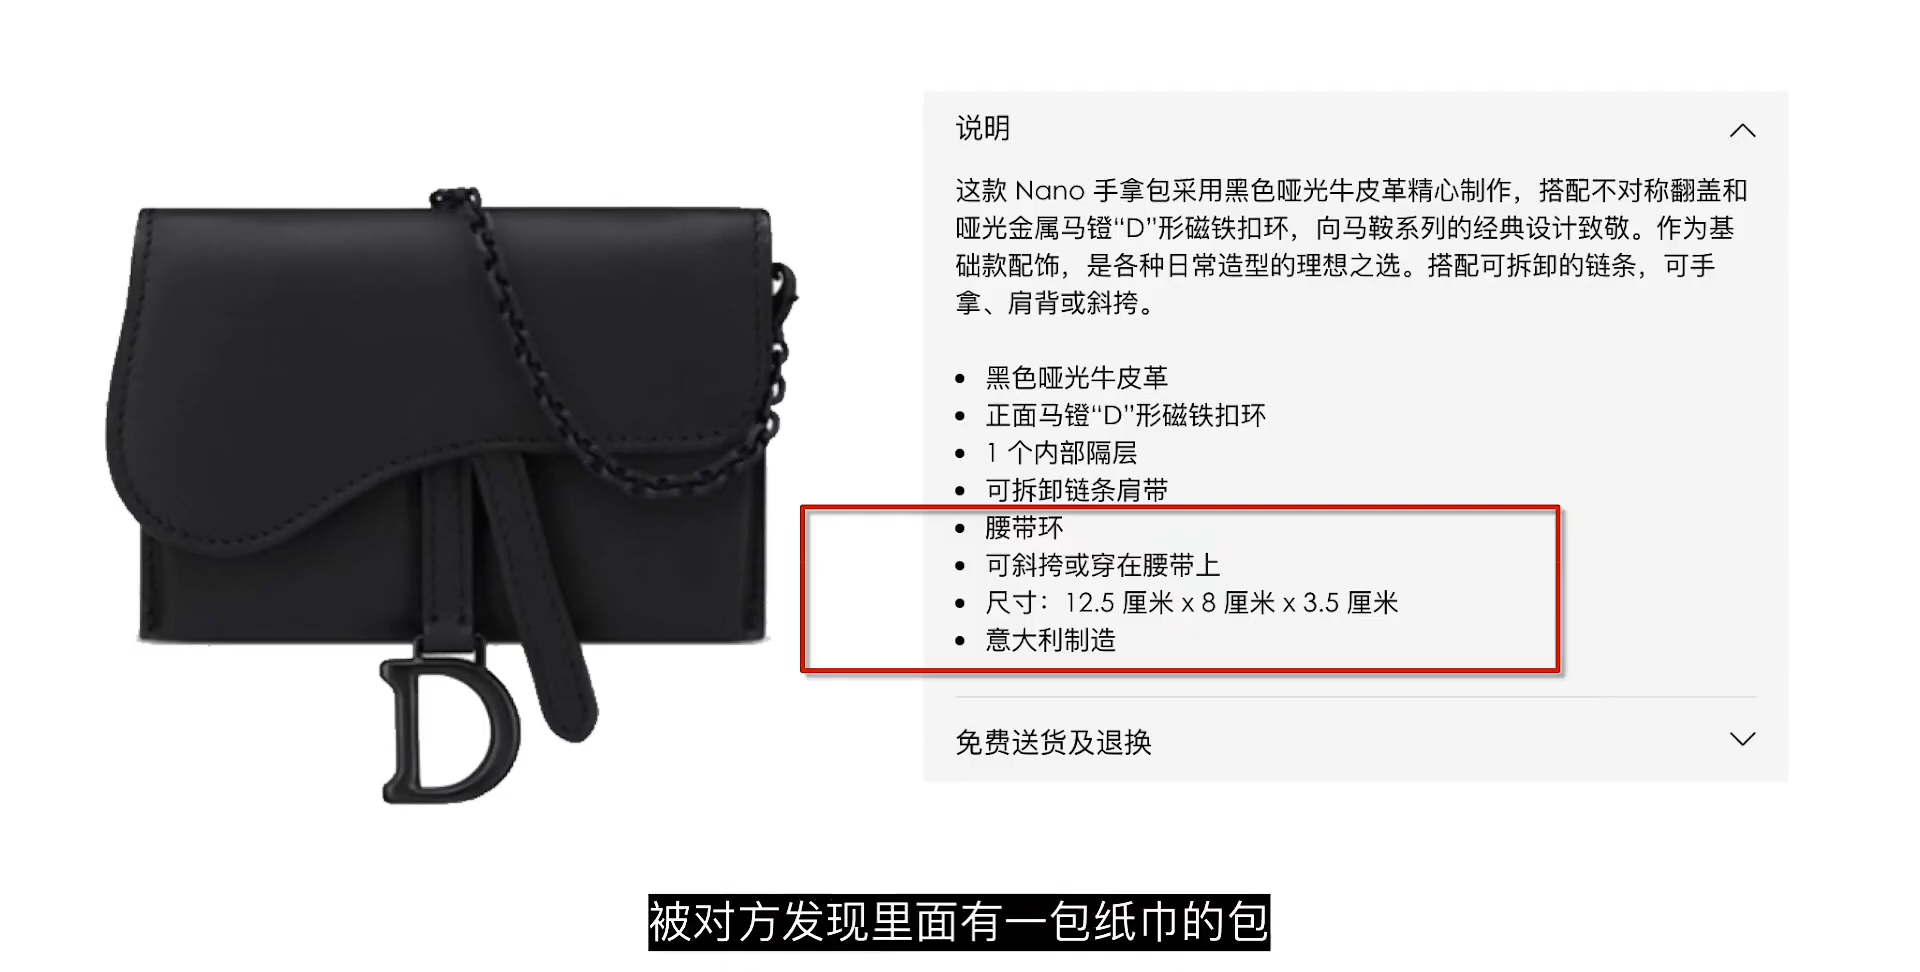 说明
这款 Nano 手拿包采用黑色哑光牛皮革精心制作，搭配不对称翻盖和
哑光金属马镫“D”形磁铁扣环，向马鞍系列的经典设计致敬。作为基
础款配饰，是各种日常造型的理想之选。搭配可拆卸的链条，可手
拿、肩背或斜挎。
• 黑色哑光牛皮革
• 正面马镫“D”形磁铁扣环
• 1 个内部隔层
• 可拆卸链条肩带
• 腰带环
• 可斜挎或穿在腰带上
• 尺寸：12.5 厘米 x 8 厘米 x 3.5 厘米
• 意大利制造
免费送货及退换
D
被对方发现里面有一包纸巾的包